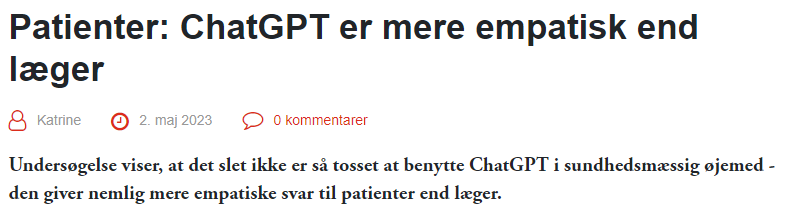 Patienter: ChatGPT er mere empatisk end
læger
Katrine 2. maj 2023 0 kommentarer
Undersøgelse viser, at det slet ikke er så tosset at benytte ChatGPT i sundhedsmæssig øjemed -
den giver nemlig mere empatiske svar til patienter end læger.